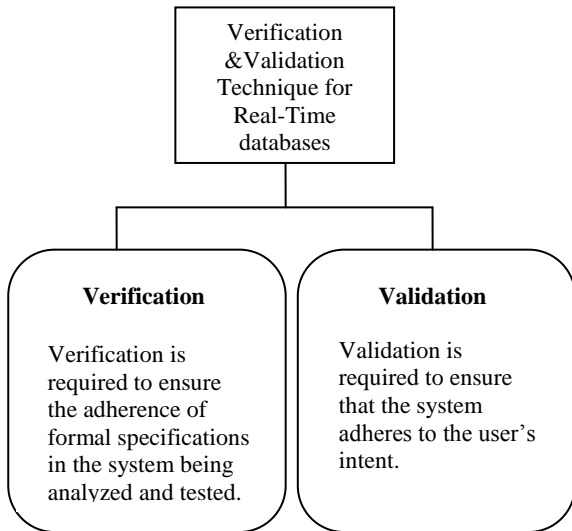 Verification
&Validation
Technique for
Real-Time
databases
Verification
Verification is
required to ensure
the adherence of
formal specifications
in the system being
analyzed and tested.
Validation
Validation is
required to ensure
that the system
adheres to the user’s
intent.